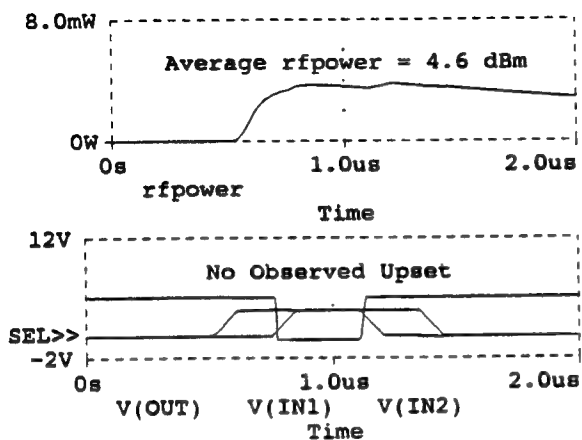 8.0mW
Average rfpower = 4.6 dBm
0W
0s 1.0us 2.0us
rfpower
Time
12V
No Observed Upset
SEL>>
-2V
0s 1.0us 2.0us
V(OUT) V(IN1) V(IN2)
Time